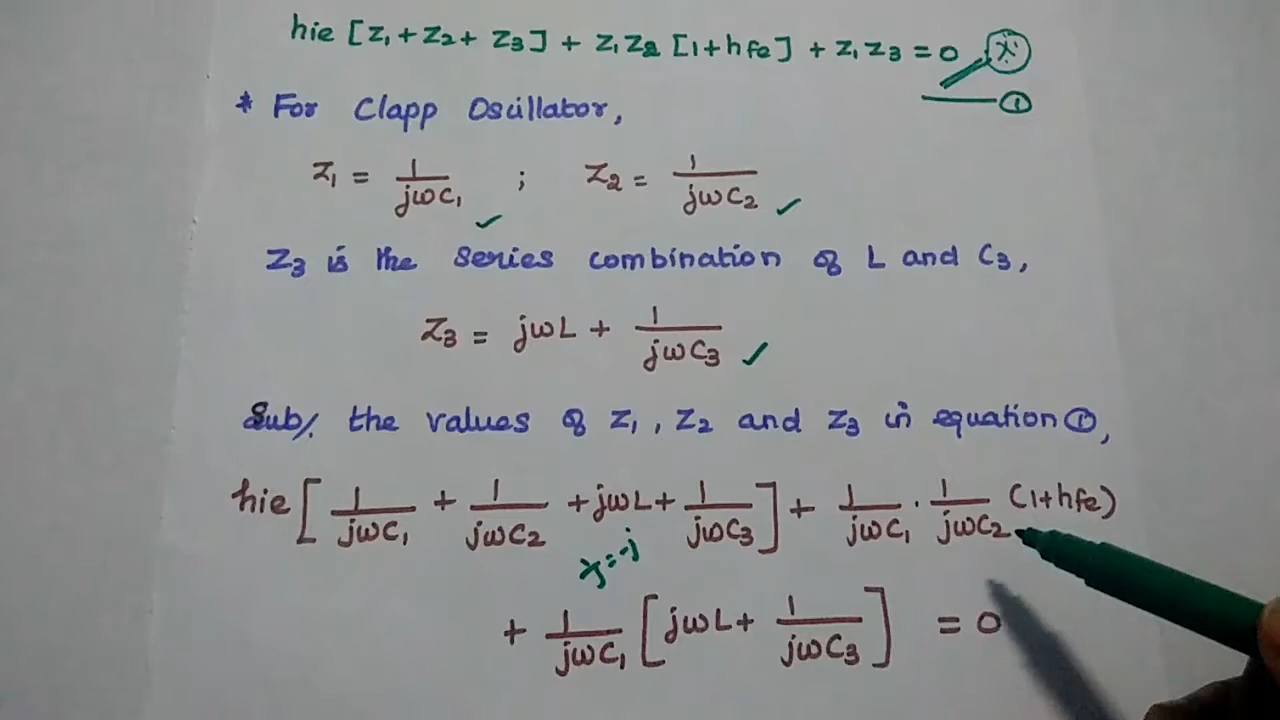 hie [Z₁ + Z₂ + Z₃] + Z₁Z₂ [1+hfe] + Z₁Z₃ = 0
①
* For Clapp Oscillator,
Z₁ = 1/jωC₁ ; Z₂ = 1/jωC₂ ✓ ✓
Z₃ is the series combination of L and C₃,
Z₃ = jωL + 1/jωC₃ ✓
Sub/. the values of Z₁, Z₂ and Z₃ in equation ①,
hie [1/jωC₁ + 1/jωC₂ + jωL + 1/jωC₃] + 1/jωC₁ · 1/jωC₂ (1+hfe)
+ 1/jωC₁ [jωL + 1/jωC₃] = 0